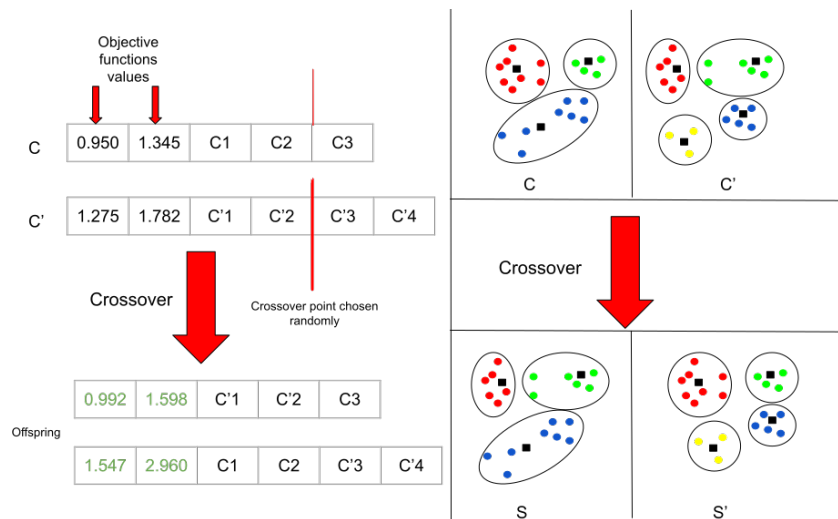 Objective
functions
values
C 0.950 1.345 C1 C2 C3
C' 1.275 1.782 C'1 C'2 C'3 C'4
Crossover
Crossover point chosen
randomly
Offspring
0.992 1.598 C'1 C'2 C3
1.547 2.960 C1 C2 C'3 C'4
C C'
Crossover
S S'